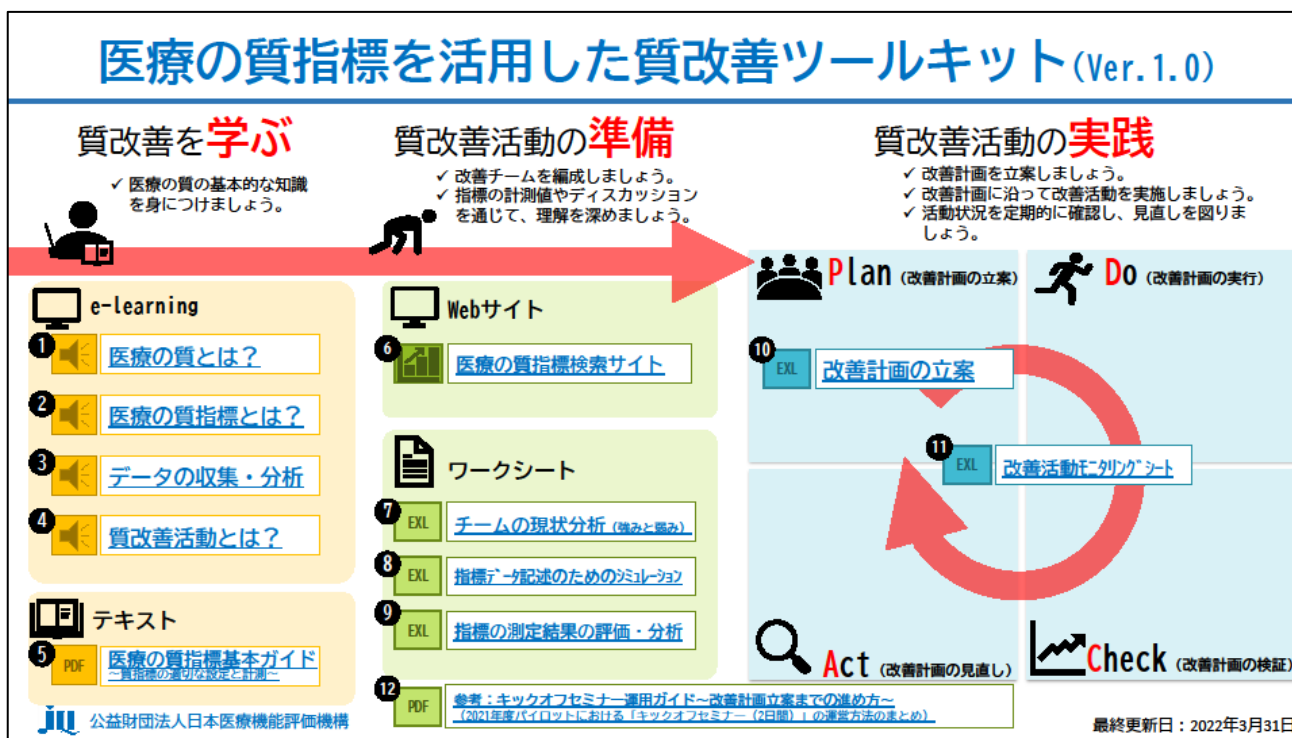 医療の質指標を活用した質改善ツールキット(Ver.1.0)
質改善を学ぶ
✓ 医療の質の基本的な知識
を身につけましょう。
質改善活動の準備
✓ 改善チームを編成しましょう。
✓ 指標の計測値やディスカッション
を通じて、理解を深めましょう。
質改善活動の実践
✓ 改善計画を立案しましょう。
✓ 改善計画に沿って改善活動を実施しましょう。
✓ 活動状況を定期的に確認し、見直しを図りま
しょう。
e-learning
1 医療の質とは？
2 医療の質指標とは？
3 データの収集・分析
4 質改善活動とは？
テキスト
5 PDF 医療の質指標基本ガイド
～質指標の適切な設定と計測～
Webサイト
6 医療の質指標検索サイト
ワークシート
7 EXL チームの現状分析（強みと弱み）
8 EXL 指標ﾃﾞｰﾀ記述のためのｼﾐｭﾚｰｼｮﾝ
9 EXL 指標の測定結果の評価・分析
12 PDF 参考：キックオフセミナー運用ガイド～改善計画立案までの進め方～
（2021年度パイロットにおける「キックオフセミナー（2日間）」の運営方法のまとめ）
Plan（改善計画の立案）
Do（改善計画の実行）
10 EXL 改善計画の立案
11 EXL 改善活動ﾓﾆﾀﾘﾝｸﾞｼｰﾄ
Act（改善計画の見直し）
Check（改善計画の検証）
jq 公益財団法人日本医療機能評価機構
最終更新日：2022年3月31日